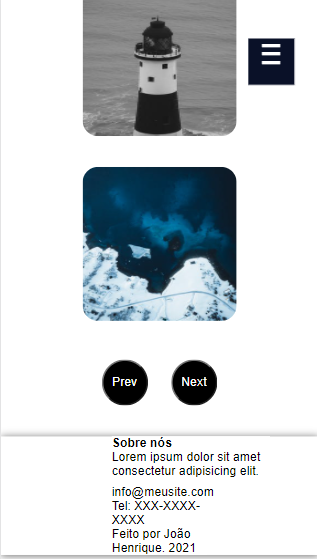 Prev Next
Sobre nós
Lorem ipsum dolor sit amet
consectetur adipisicing elit.
info@meusite.com
Tel: XXX-XXXX-
XXXX
Feito por João
Henrique. 2021